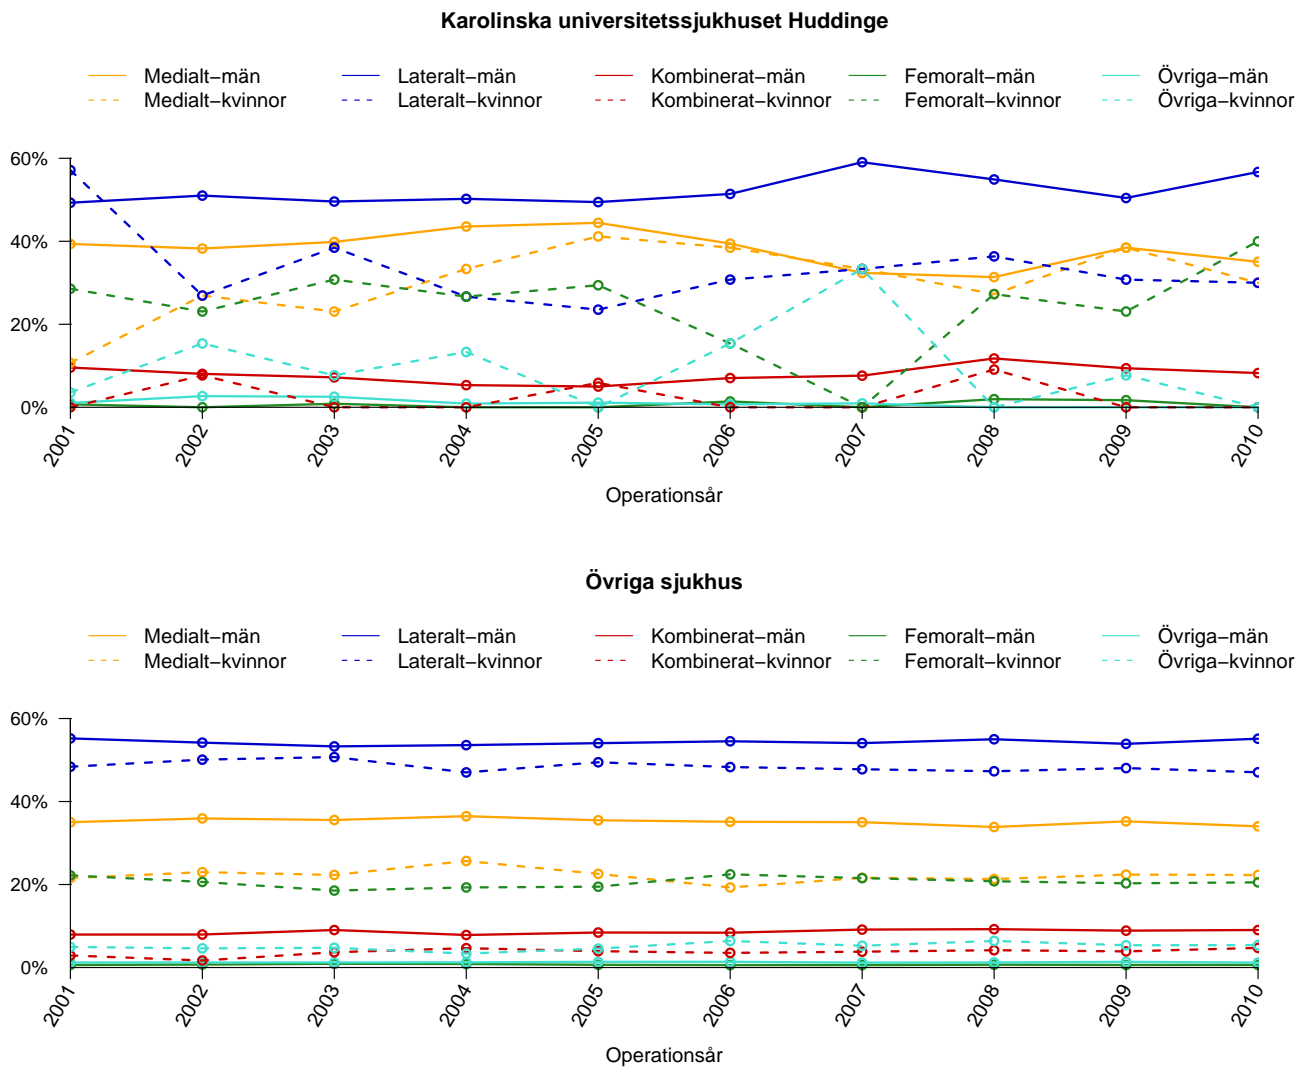 Karolinska universitetssjukhuset Huddinge
Medialt−män Lateralt−män Kombinerat−män Femoralt−män Övriga−män
Medialt−kvinnor Lateralt−kvinnor Kombinerat−kvinnor Femoralt−kvinnor Övriga−kvinnor
60%
40%
20%
0%
2001 2002 2003 2004 2005 2006 2007 2008 2009 2010
Operationsår
Övriga sjukhus
Medialt−män Lateralt−män Kombinerat−män Femoralt−män Övriga−män
Medialt−kvinnor Lateralt−kvinnor Kombinerat−kvinnor Femoralt−kvinnor Övriga−kvinnor
60%
40%
20%
0%
2001 2002 2003 2004 2005 2006 2007 2008 2009 2010
Operationsår